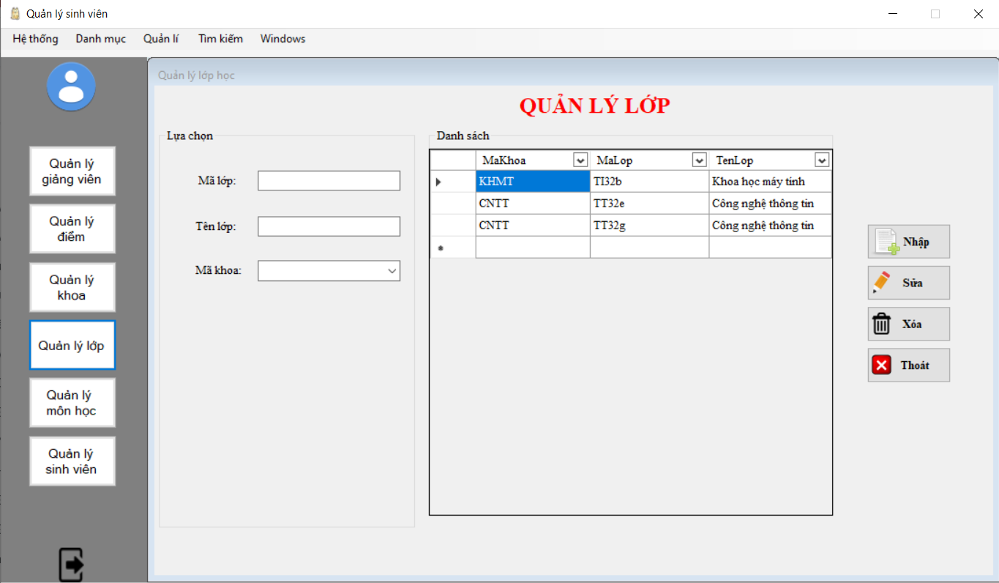 Quản lý sinh viên
Hệ thống Danh mục Quản lí Tìm kiếm Windows
Quản lý lớp học
QUẢN LÝ LỚP
Quản lý
giảng viên
Quản lý
điểm
Quản lý
khoa
Quản lý lớp
Quản lý
môn học
Quản lý
sinh viên
Lựa chọn
Mã lớp:
Tên lớp:
Mã khoa:
Danh sách
MaKhoa MaLop TenLop
KHMT TI32b Khoa học máy tính
CNTT TT32e Công nghệ thông tin
CNTT TT32g Công nghệ thông tin
Nhập
Sửa
Xóa
Thoát